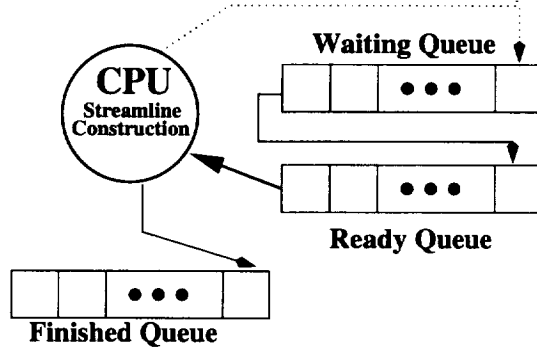 Waiting Queue
CPU
Streamline
Construction
Ready Queue
Finished Queue